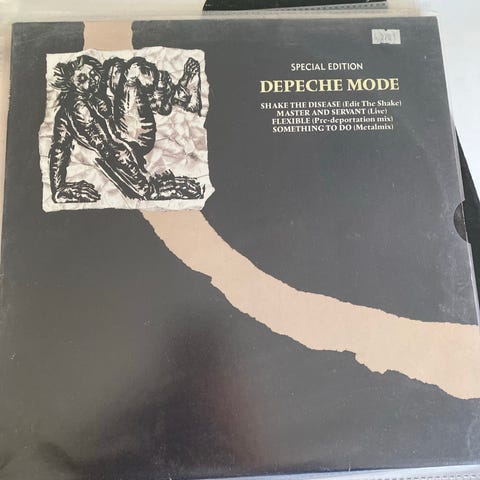 SPECIAL EDITION
DEPECHE MODE
SHAKE THE DISEASE (Edit The Shake)
MASTER AND SERVANT (Live)
FLEXIBLE (Pre-deportation mix)
SOMETHING TO DO (Metalmix)